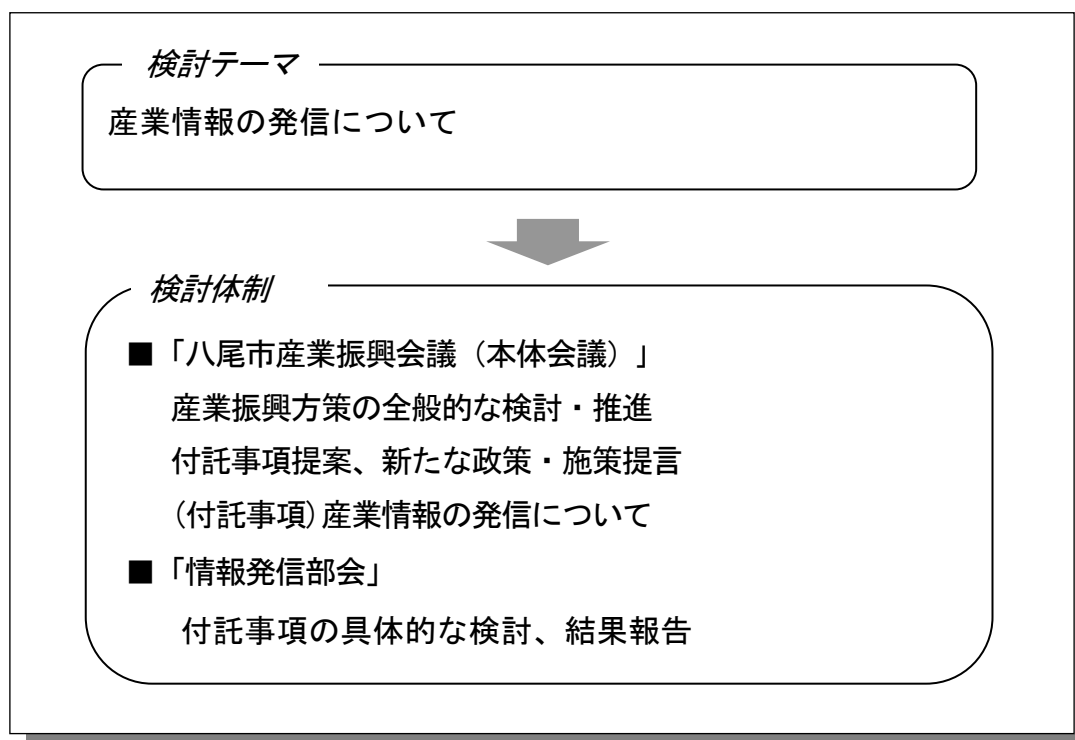 検討テーマ
産業情報の発信について
検討体制
■「八尾市産業振興会議（本体会議）」
産業振興方策の全般的な検討・推進
付託事項提案、新たな政策・施策提言
（付託事項）産業情報の発信について
■「情報発信部会」
付託事項の具体的な検討、結果報告